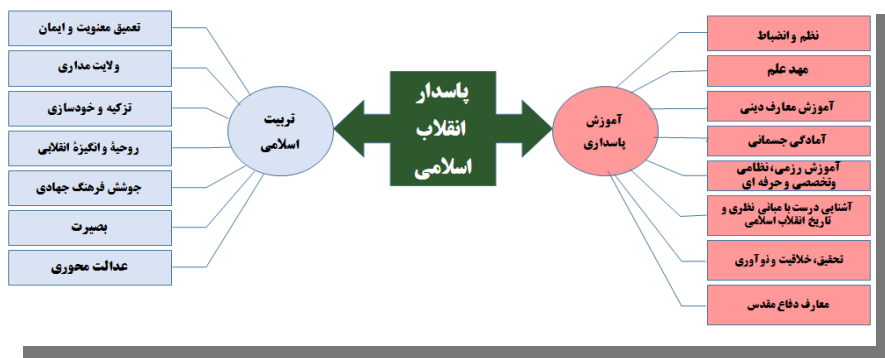 نظم وانضباط
مهد علم
آموزش معارف دینی
آمادگی جسمانی
آموزش رزمی،نظامی
وتخصصی و حرفه ای
آشنایی درست با مبانی نظری و
تاریخ انقلاب اسلامی
تحقیق، خلاقیت و نوآوری
معارف دفاع مقدس
آموزش
پاسداری
پاسدار
انقلاب
اسلامی
تربیت
اسلامی
تعمیق معنویت و ایمان
ولایت مداری
تزکیه و خودسازی
روحیهٔ و انگیزهٔ انقلابی
جوشش فرهنگ جهادی
بصیرت
عدالت محوری